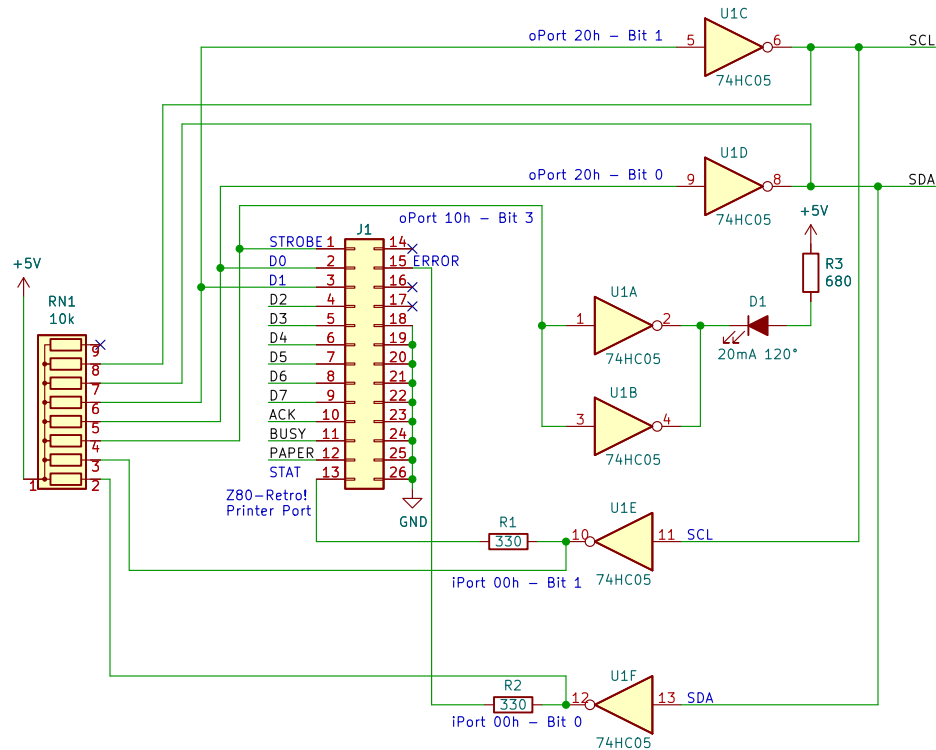 U1C
oPort 20h - Bit 1
5
6
SCL
74HC05
U1D
oPort 20h - Bit 0
9
8
SDA
74HC05
+5V
oPort 10h - Bit 3
J1
STROBE 1
14
D0 2
15 ERROR
D1 3
16
D2 4
17
D3 5
18
D4 6
19
D5 7
20
D6 8
21
D7 9
22
ACK 10
23
BUSY 11
24
PAPER 12
25
STAT 13
26
Z80-Retro!
Printer Port
GND
+5V
RN1
10k
9
8
7
6
5
4
3
1
2
R3
680
U1A
1
2
74HC05
D1
20mA 120°
U1B
3
4
74HC05
U1E
R1
330
10
11 SCL
74HC05
iPort 00h - Bit 1
U1F
R2
330
12
13 SDA
iPort 00h - Bit 0
74HC05